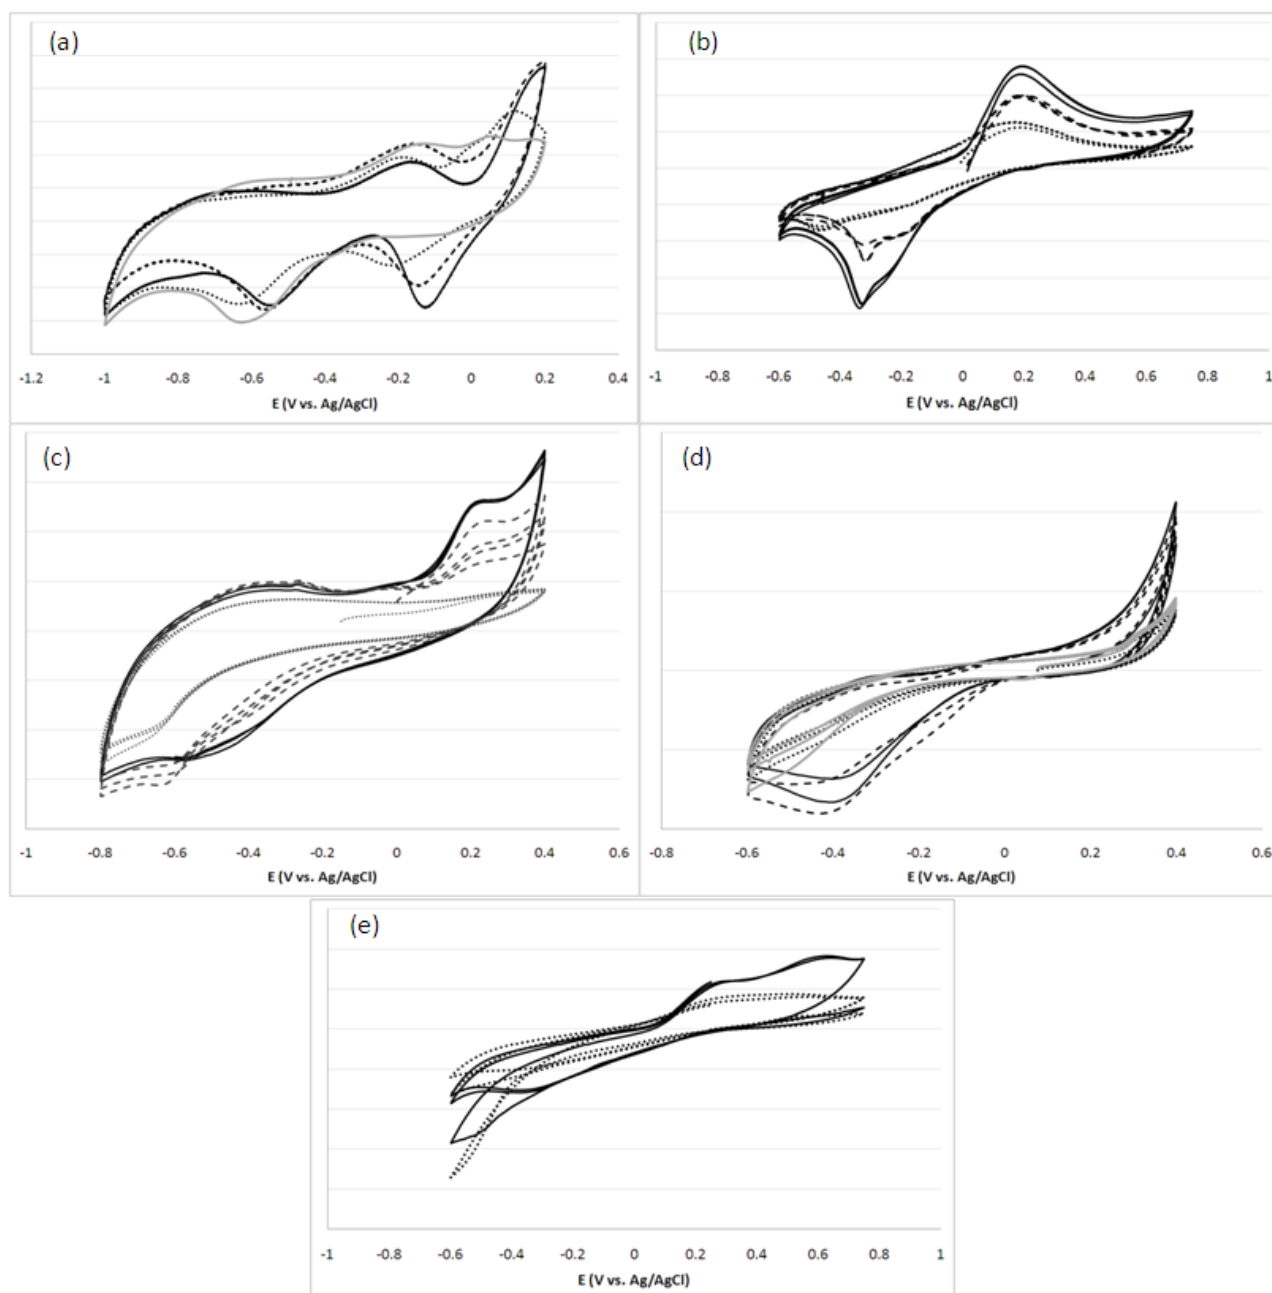 (a)
-1.2 -1 -0.8 -0.6 -0.4 -0.2 0 0.2 0.4
E (V vs. Ag/AgCl)
(b)
-1 -0.8 -0.6 -0.4 -0.2 0 0.2 0.4 0.6 0.8 1
E (V vs. Ag/AgCl)
(c)
-1 -0.8 -0.6 -0.4 -0.2 0 0.2 0.4 0.6
E (V vs. Ag/AgCl)
(d)
-0.8 -0.6 -0.4 -0.2 0 0.2 0.4 0.6
E (V vs. Ag/AgCl)
(e)
-1 -0.8 -0.6 -0.4 -0.2 0 0.2 0.4 0.6 0.8 1
E (V vs. Ag/AgCl)